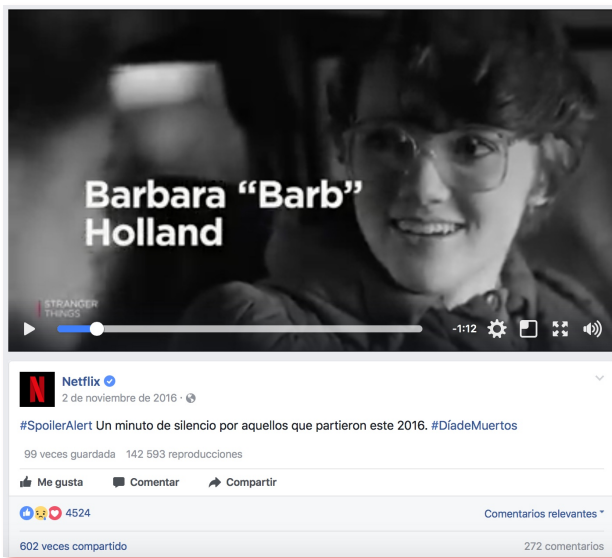 Barbara “Barb”
Holland
STRANGER
THINGS
-1:12
N
Netflix
2 de noviembre de 2016 ·
#SpoilerAlert Un minuto de silencio por aquellos que partieron este 2016. #DíadeMuertos
99 veces guardada 142 593 reproducciones
Me gusta Comentar Compartir
4524 Comentarios relevantes
602 veces compartido 272 comentarios